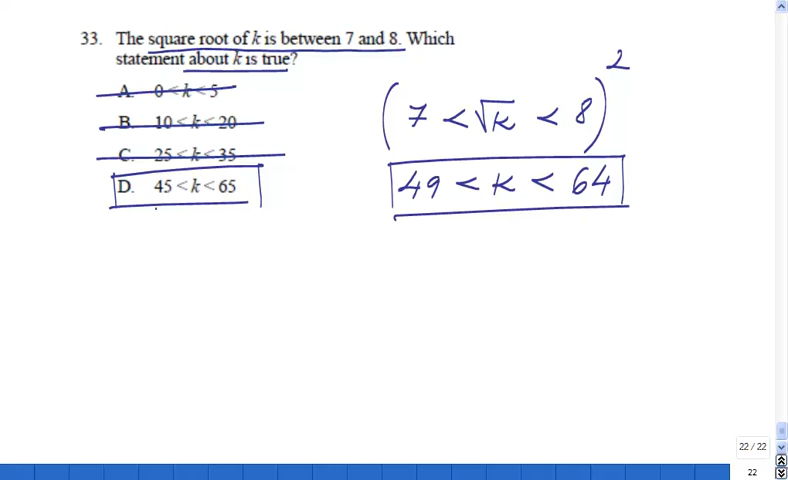 33. The square root of k is between 7 and 8. Which
statement about k is true?
A. 0 < k < 5
B. 10 < k < 20
C. 25 < k < 35
D. 45 < k < 65
(7 < √k < 8)²
49 < k < 64
22 / 22
22